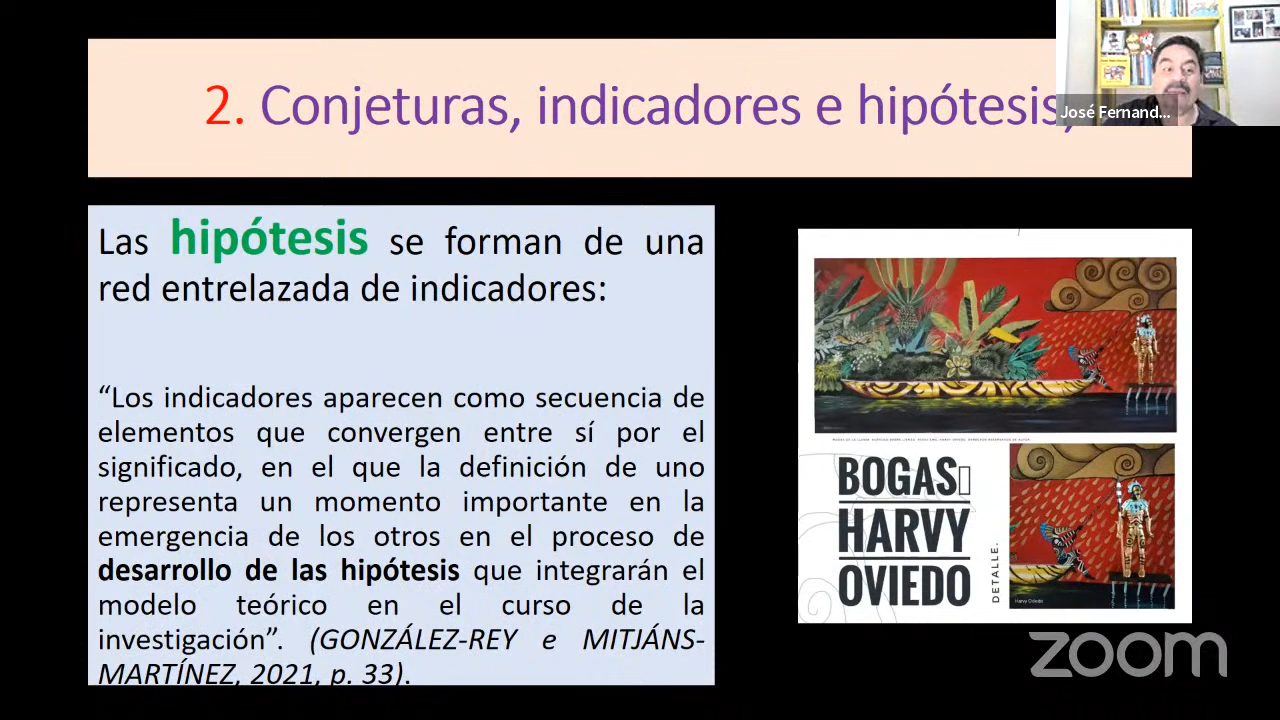 2. Conjeturas, indicadores e hipótesis,
José Fernand...
Las hipótesis se forman de una
red entrelazada de indicadores:
“Los indicadores aparecen como secuencia de
elementos que convergen entre sí por el
significado, en el que la definición de uno
representa un momento importante en la
emergencia de los otros en el proceso de
desarrollo de las hipótesis que integrarán el
modelo teórico en el curso de la
investigación”. (GONZÁLEZ-REY e MITJÁNS-
MARTÍNEZ, 2021, p. 33).
BOGAS
HARVY
OVIEDO
DETALLE.
Harvy Oviedo
zoom